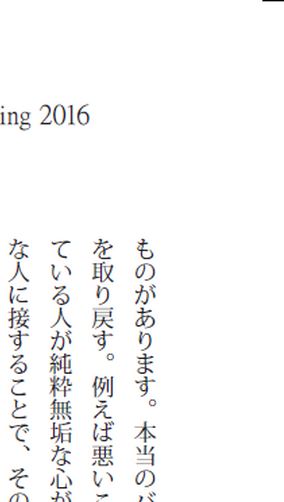 ing 2016
ものがあります。本当のバ
を取り戻す。例えば悪いこ
ている人が純粋無垢な心が
な人に接することで、その